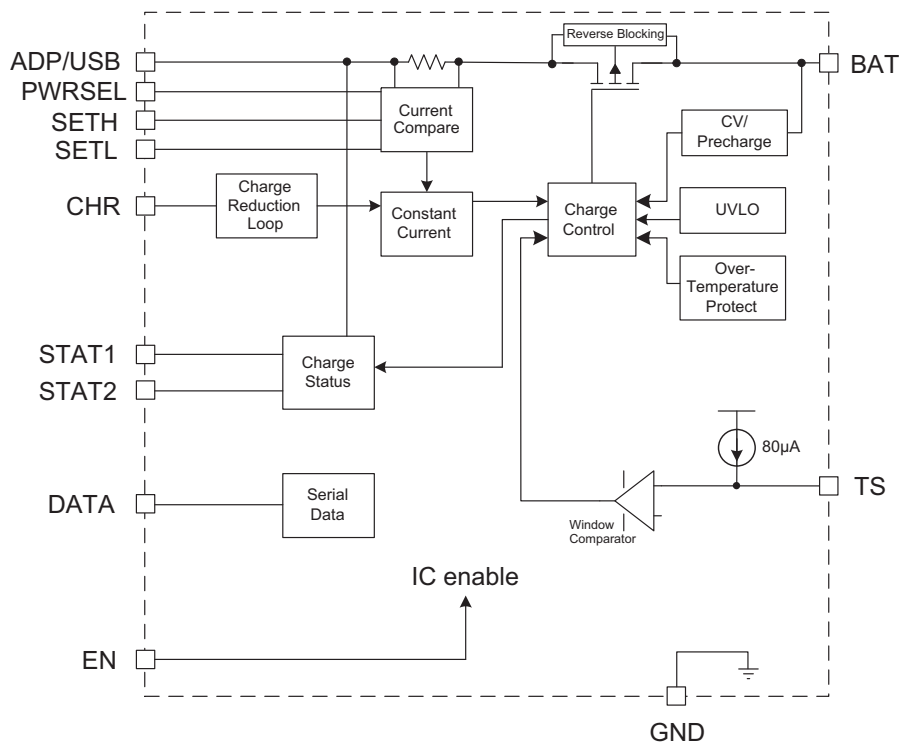 Reverse Blocking
ADP/USB
BAT
PWRSEL
SETH
SETL
Current
Compare
CV/
Precharge
CHR
Charge
Reduction
Loop
Constant
Current
Charge
Control
UVLO
Over-
Temperature
Protect
STAT1
STAT2
Charge
Status
80µA
DATA
Serial
Data
TS
Window
Comparator
IC enable
EN
GND